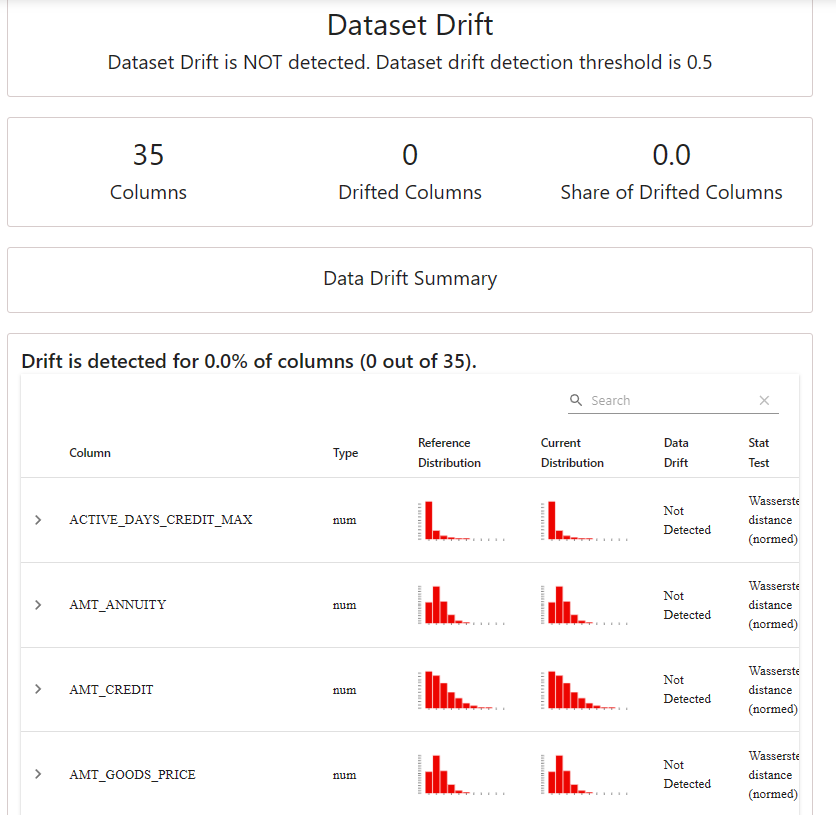 Dataset Drift
Dataset Drift is NOT detected. Dataset drift detection threshold is 0.5
35
0
0.0
Columns
Drifted Columns
Share of Drifted Columns
Data Drift Summary
Drift is detected for 0.0% of columns (0 out of 35).
Search
Column
Type
Reference
Distribution
Current
Distribution
Data
Drift
Stat
Test
ACTIVE_DAYS_CREDIT_MAX
num
Not
Detected
Wasserste
distance
(normed)
AMT_ANNUITY
num
Not
Detected
Wasserste
distance
(normed)
AMT_CREDIT
num
Not
Detected
Wasserste
distance
(normed)
AMT_GOODS_PRICE
num
Not
Detected
Wasserste
distance
(normed)